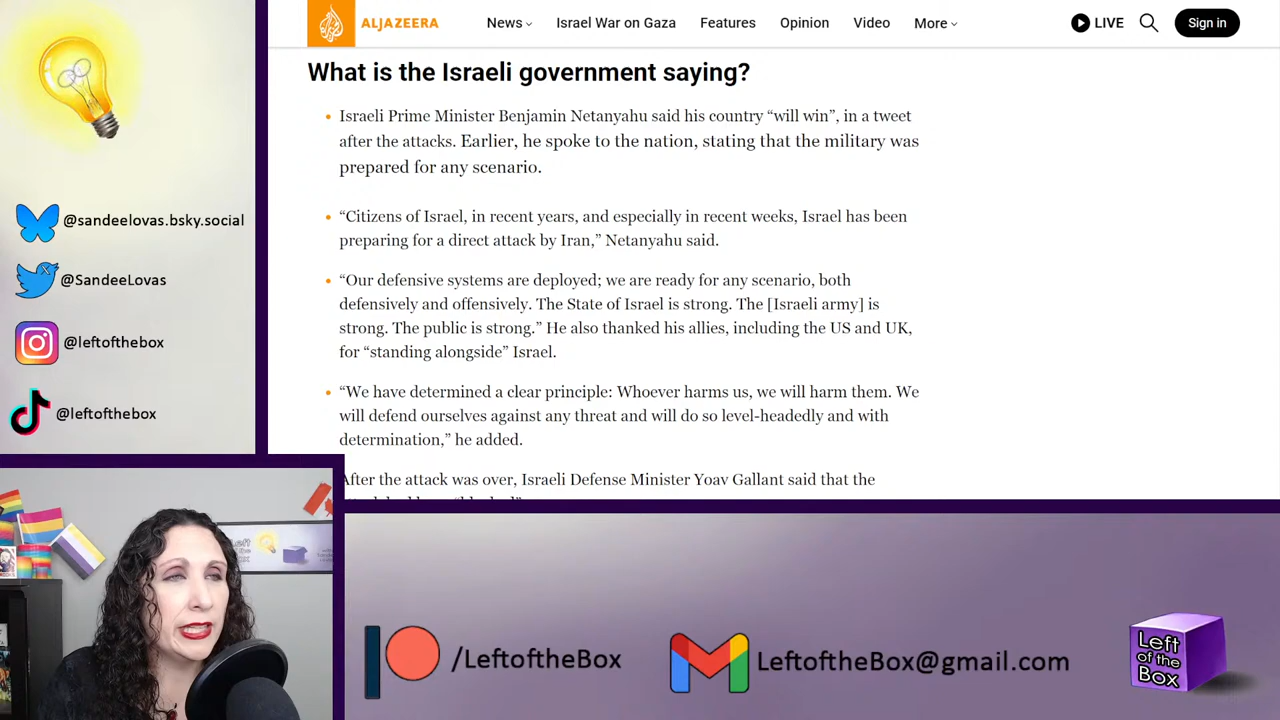 ALJAZEERA
News
Israel War on Gaza
Features
Opinion
Video
More
LIVE
Sign in
What is the Israeli government saying?
Israeli Prime Minister Benjamin Netanyahu said his country “will win”, in a tweet
after the attacks. Earlier, he spoke to the nation, stating that the military was
prepared for any scenario.
“Citizens of Israel, in recent years, and especially in recent weeks, Israel has been
preparing for a direct attack by Iran,” Netanyahu said.
“Our defensive systems are deployed; we are ready for any scenario, both
defensively and offensively. The State of Israel is strong. The [Israeli army] is
strong. The public is strong.” He also thanked his allies, including the US and UK,
for “standing alongside” Israel.
“We have determined a clear principle: Whoever harms us, we will harm them. We
will defend ourselves against any threat and will do so level-headedly and with
determination,” he added.
After the attack was over, Israeli Defense Minister Yoav Gallant said that the
@sandeelovas.bsky.social
@SandeeLovas
@leftofthebox
@leftofthebox
Left
of the
/LeftoftheBox
LeftoftheBox@gmail.com
Left
of the
Box